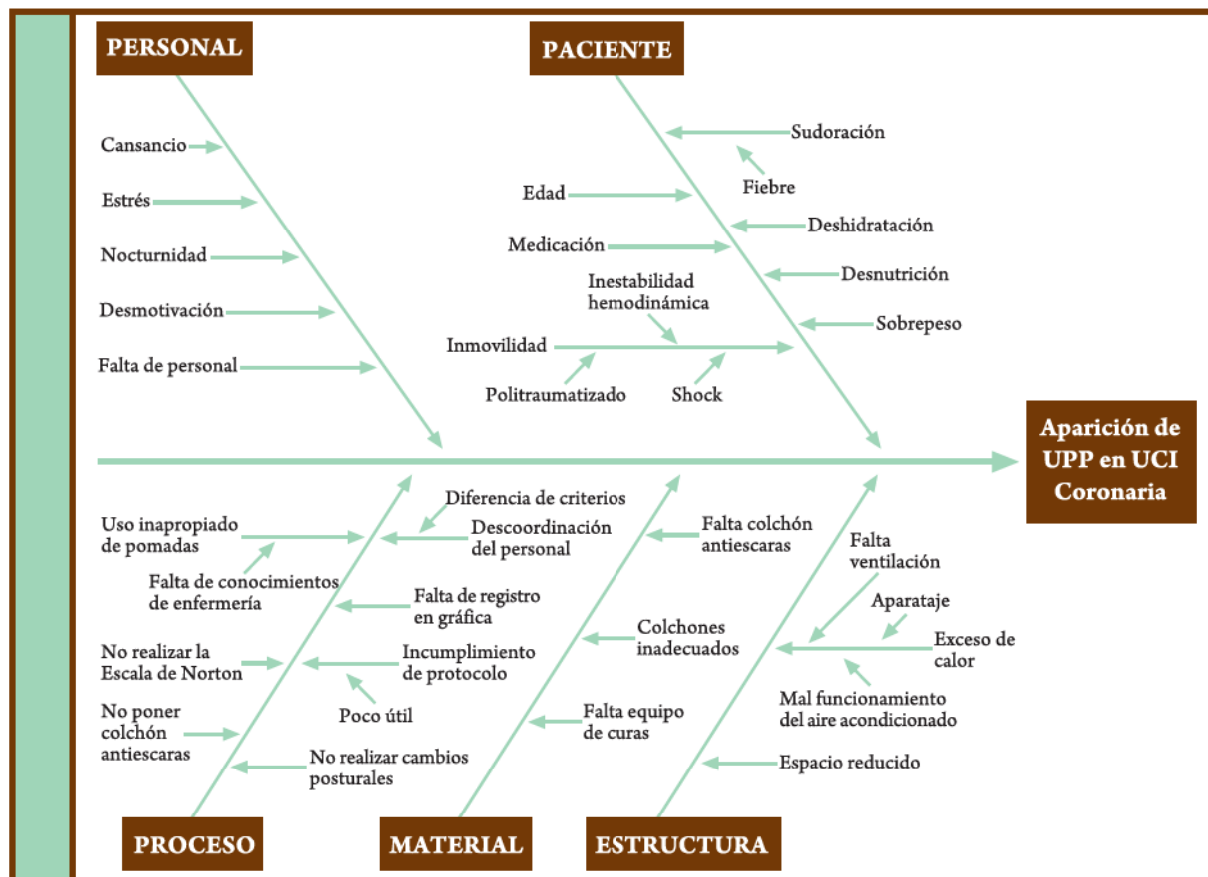 PERSONAL
PACIENTE
Cansancio
Estrés
Nocturnidad
Desmotivación
Falta de personal
Sudoración
Fiebre
Edad
Deshidratación
Medicación
Desnutrición
Inestabilidad
hemodinámica
Sobrepeso
Inmovilidad
Politraumatizado
Shock
Aparición de
UPP en UCI
Coronaria
Diferencia de criterios
Uso inapropiado
de pomadas
Descoordinación
del personal
Falta de conocimientos
de enfermería
Falta de registro
en gráfica
No realizar la
Escala de Norton
Incumplimiento
de protocolo
Poco útil
No poner
colchón
antiescaras
No realizar cambios
posturales
Falta colchón
antiescaras
Colchones
inadecuados
Falta equipo
de curas
Falta
ventilación
Aparataje
Exceso de
calor
Mal funcionamiento
del aire acondicionado
Espacio reducido
PROCESO
MATERIAL
ESTRUCTURA